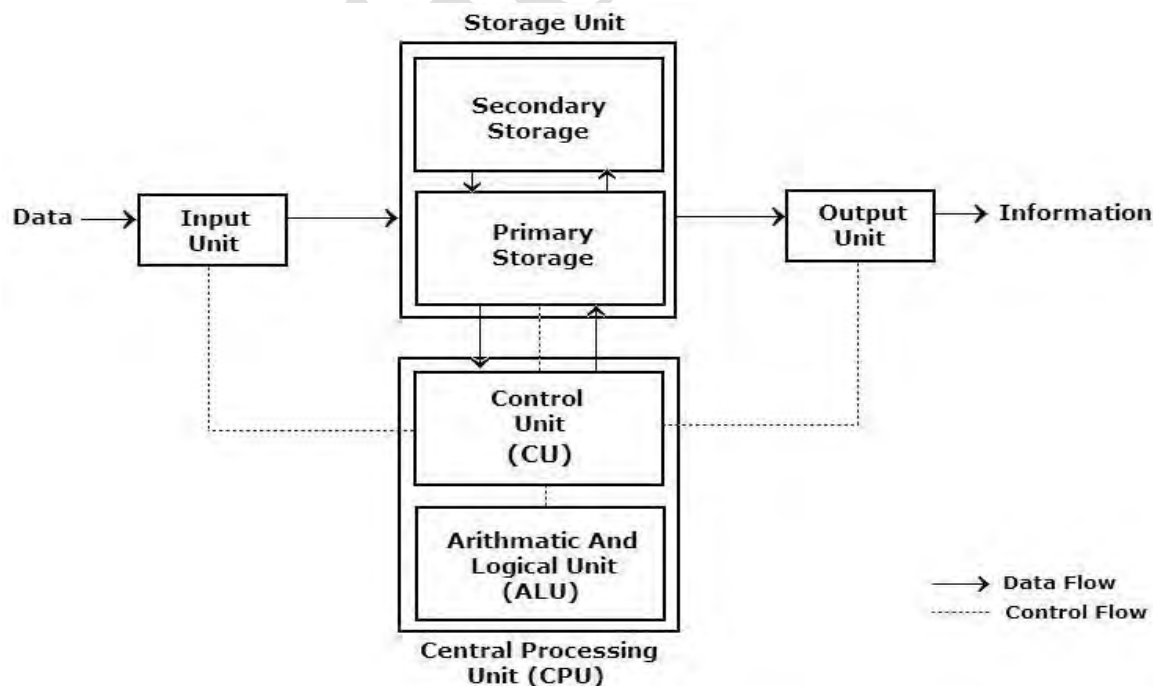 Storage Unit
Secondary
Storage
Data
Input
Unit
Primary
Storage
Output
Unit
Information
Control
Unit
(CU)
Arithmatic And
Logical Unit
(ALU)
Central Processing
Unit (CPU)
Data Flow
Control Flow